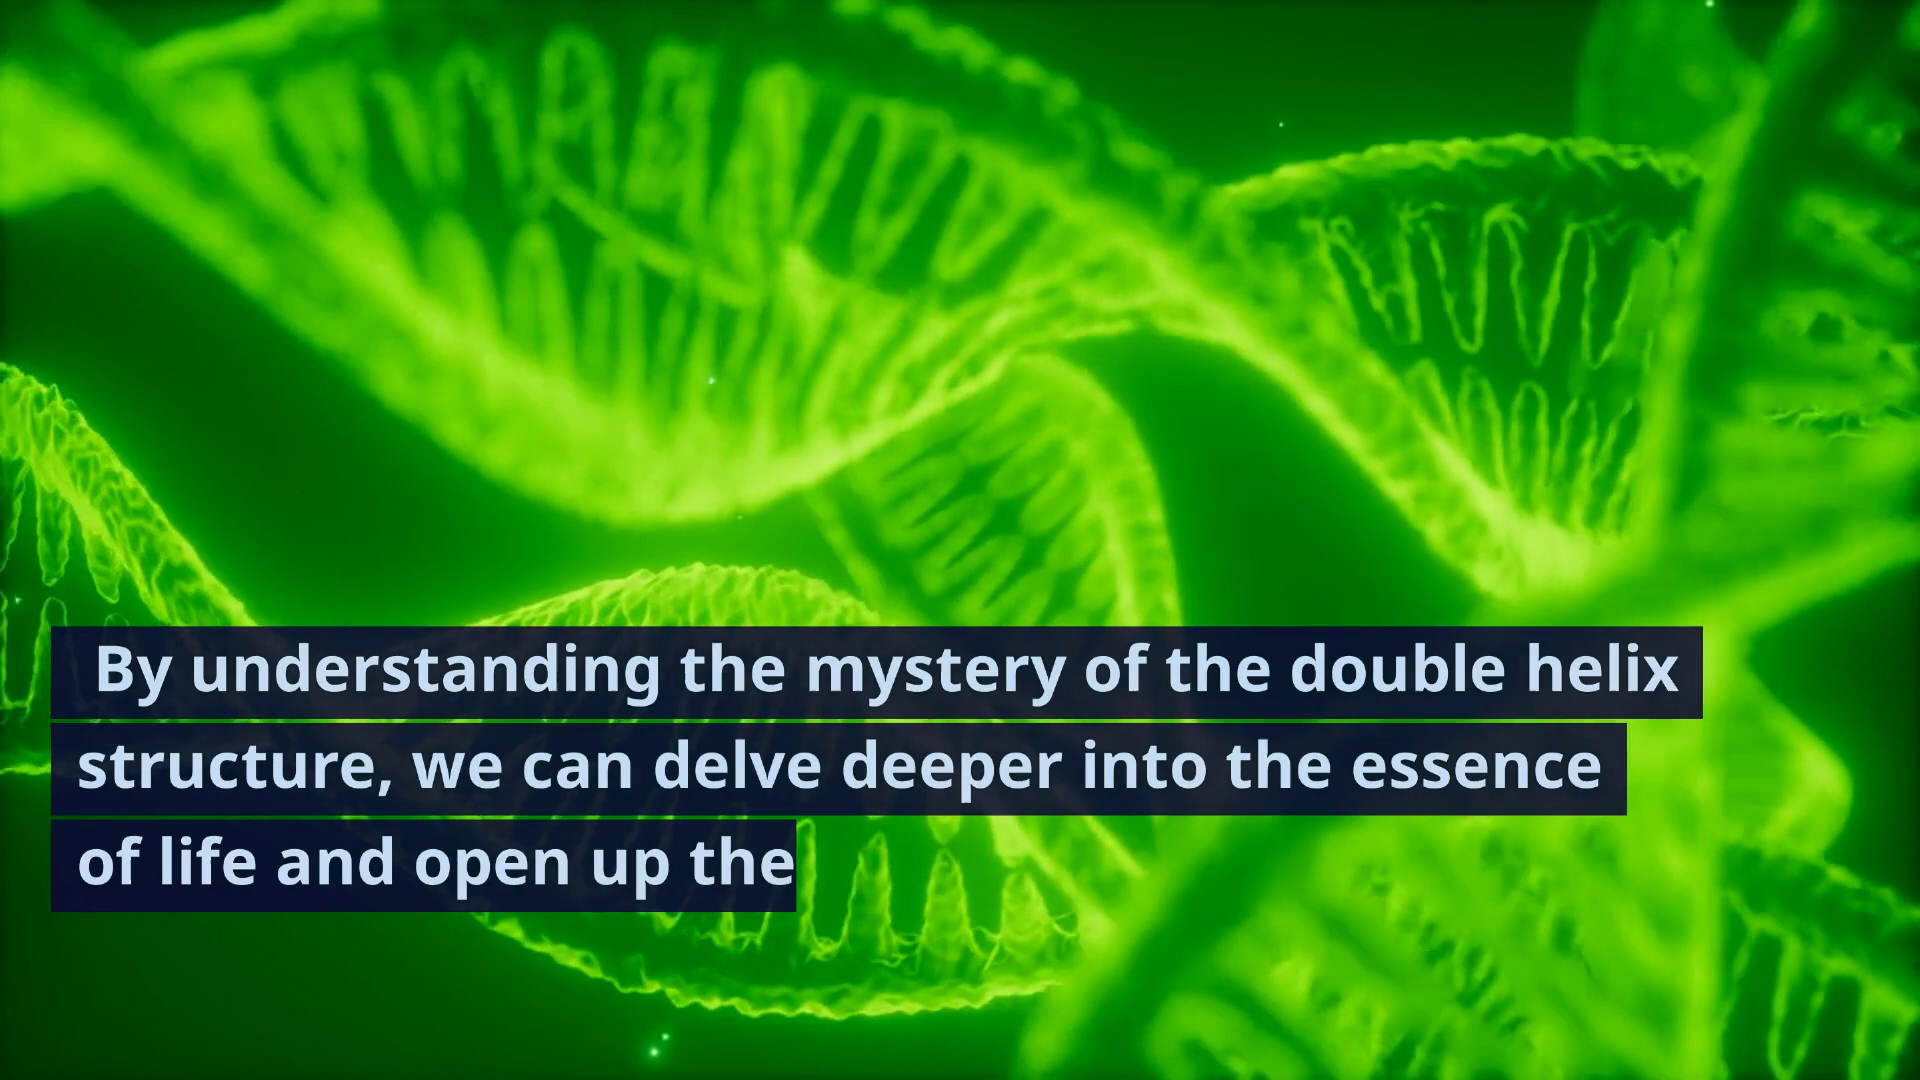 By understanding the mystery of the double helix
structure, we can delve deeper into the essence
of life and open up the